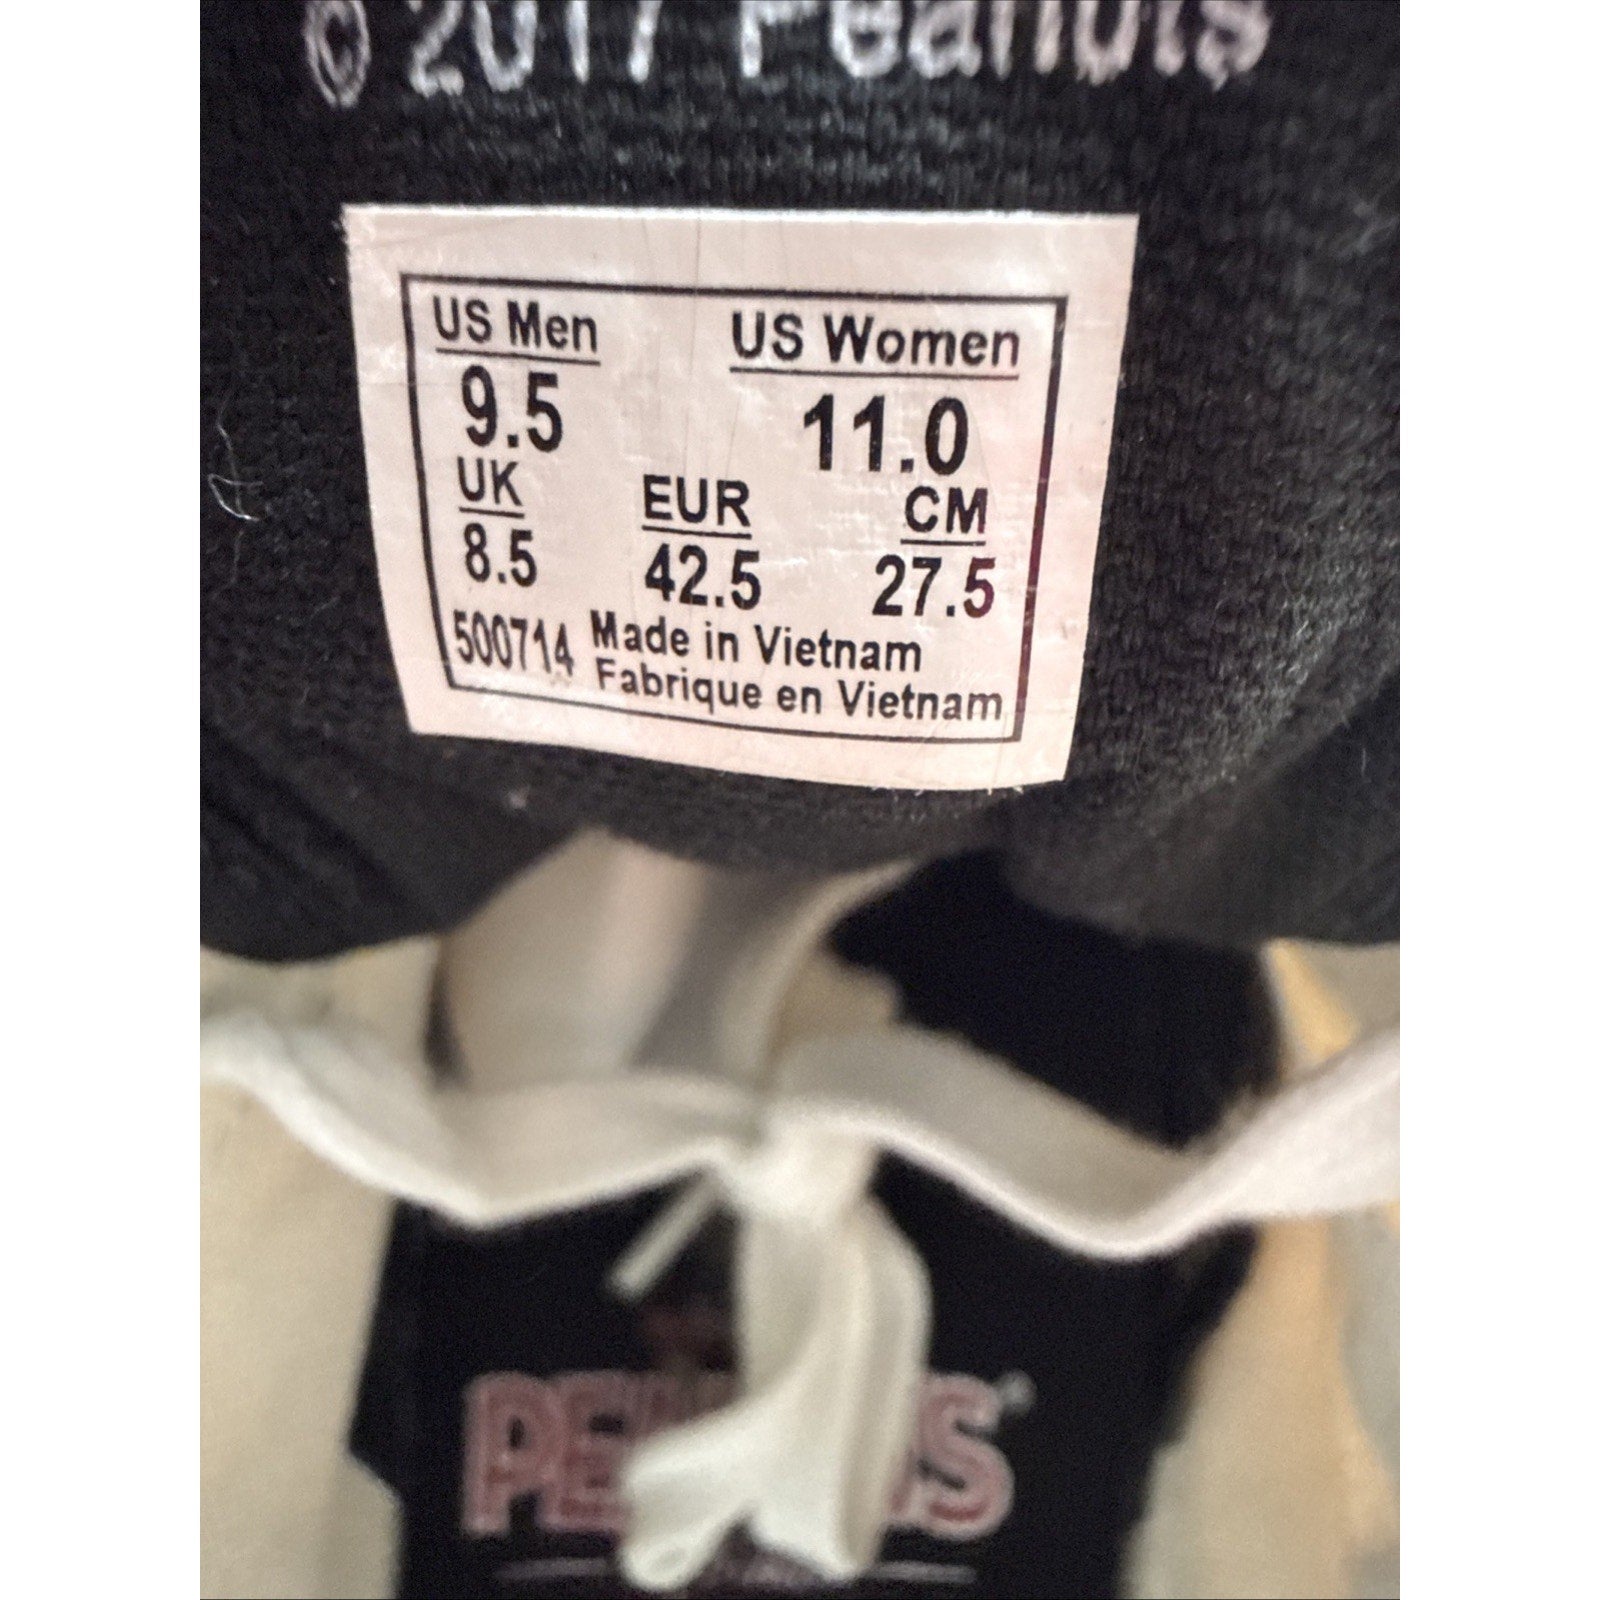 © 2017 Peanuts
US Men US Women
9.5 11.0
UK EUR CM
8.5 42.5 27.5
500714 Made in Vietnam
Fabrique en Vietnam